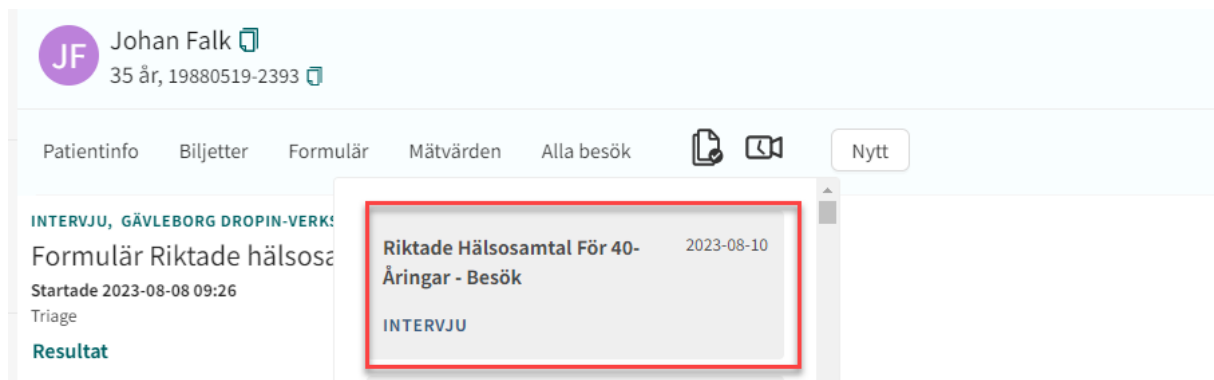 JF
Johan Falk
35 år, 19880519-2393
Patientinfo Biljetter Formulär Mätvärden Alla besök Nytt
INTERVJU, GÄVLEBORG DROPIN-VERKS
Formulär Riktade hälsosa
Startade 2023-08-08 09:26
Triage
Resultat
Riktade Hälsosamtal För 40- 2023-08-10
Åringar - Besök
INTERVJU